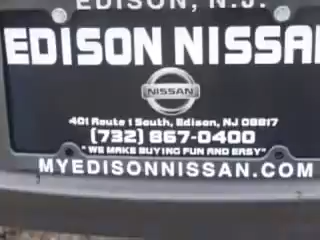 EDISON, N.J.
EDISON NISSA
NISSAN
401 Route 1 South, Edison, NJ 08817
(732) 867-0400
"WE MAKE BUYING FUN AND EASY"
MYEDISONNISSAN.COM